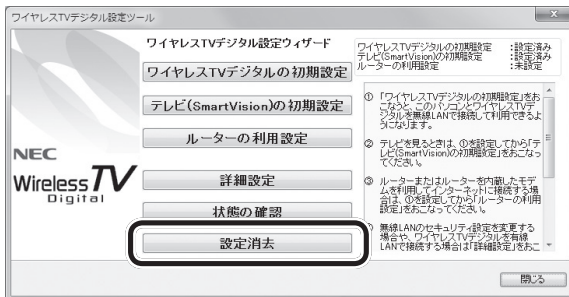 ワイヤレスTVデジタル設定ツール
ワイヤレスTVデジタル設定ウィザード
ワイヤレスTVデジタルの初期設定 :設定済み
テレビ(SmartVision)の初期設定 :設定済み
ルーターの利用設定 :未設定
ワイヤレスTVデジタルの初期設定
テレビ(SmartVision)の初期設定
ルーターの利用設定
詳細設定
状態の確認
設定消去
NEC
Wireless TV
Digital
① 「ワイヤレスTVデジタルの初期設定」をお
こなうと、このパソコンとワイヤレスTVデ
ジタルを無線LANで接続して利用できるよ
うになります。
② テレビを見るときは、①を設定してから「テ
レビ(SmartVision)の初期設定」をおこなっ
てください。
③ ルーターまたはルーターを内蔵したモデ
ムを利用してインターネットに接続する場
合は、①を設定してから「ルーターの利用
設定」をおこなってください。
無線LANのセキュリティ設定を変更する
場合や、ワイヤレスTVデジタルを有線
LANで接続する場合は「詳細設定」をおこ
閉じる